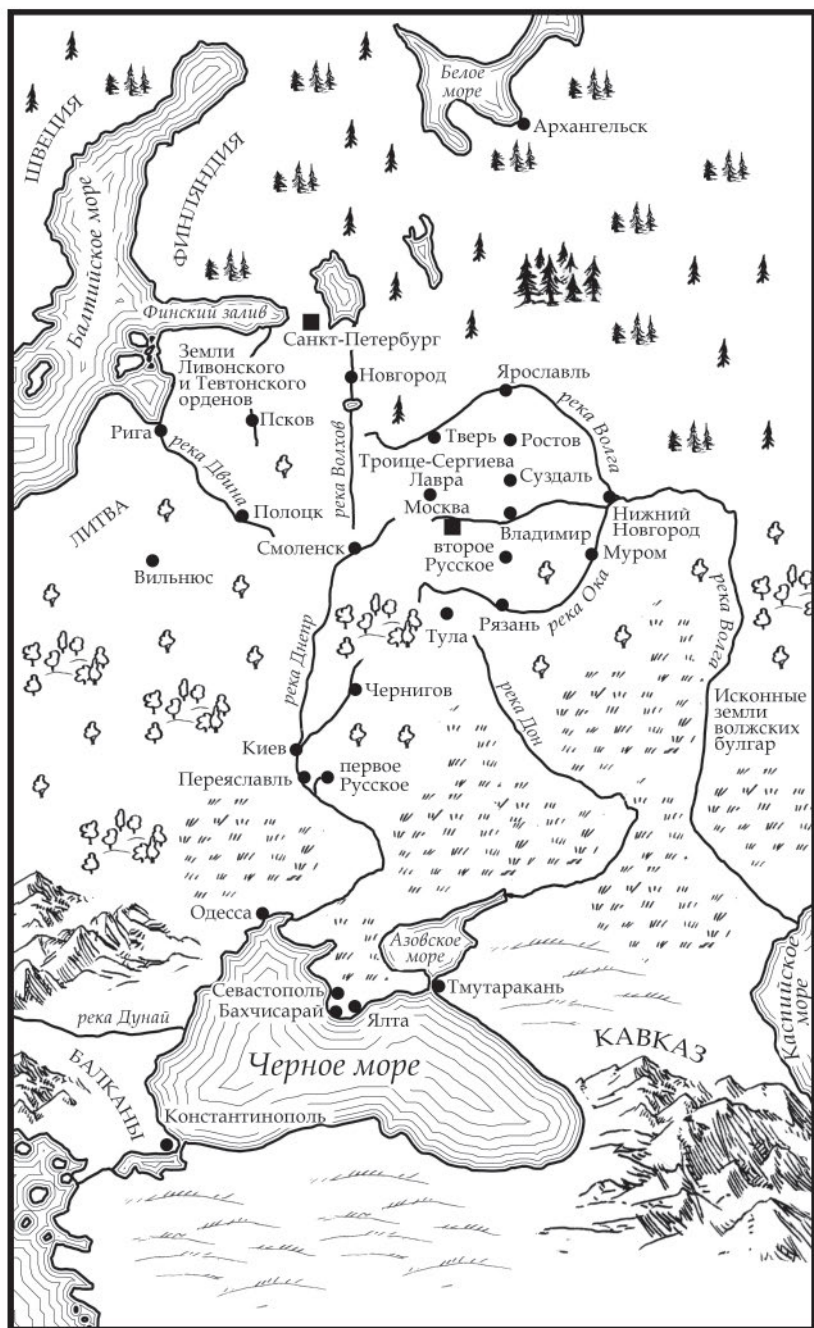 Белое
море
Архангельск
ШВЕЦИЯ
ФИНЛЯНДИЯ
Балтийское море
Финский залив
Санкт-Петербург
Земли
Ливонского
и Тевтонского
орденов
Новгород
Ярославль
Псков
река Волга
Рига
Тверь
Ростов
река Двина
река Волхов
Троице-Сергиева
Лавра
Суздаль
Москва
Полоцк
Нижний
Новгород
Владимир
ЛИТВА
Смоленск
второе
Русское
Муром
Вильнюс
река Волга
Рязань
река Ока
Тула
река Днепр
Чернигов
река Дон
Исконные
земли
волжских
булгар
Киев
Переяславль
первое
Русское
Одесса
Азовское
море
Каспийское
море
Севастополь
Тмутаракань
Бахчисарай
Ялта
река Дунай
КАВКАЗ
БАЛКАНЫ
Черное море
Константинополь